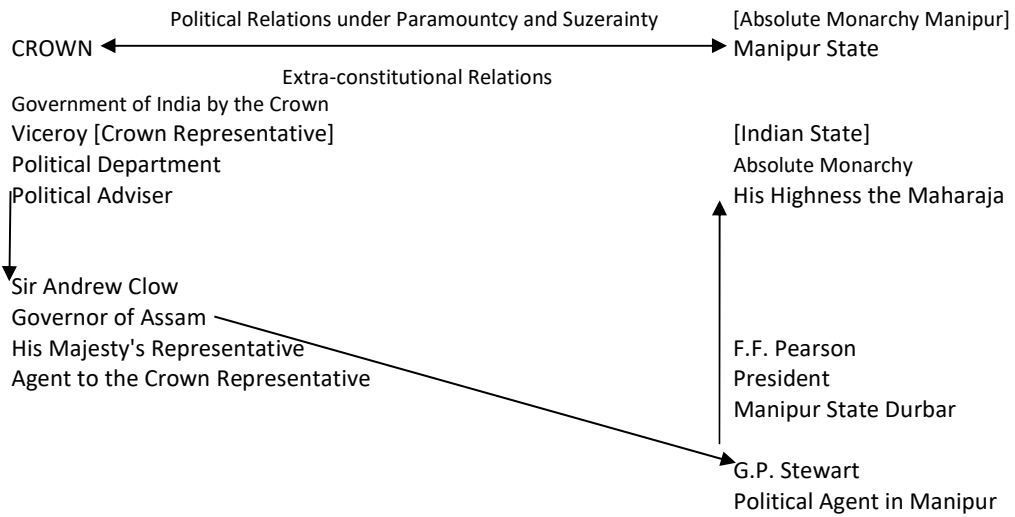 Political Relations under Paramountcy and Suzerainty
[Absolute Monarchy Manipur]
CROWN
Manipur State
Extra-constitutional Relations
Government of India by the Crown
Viceroy [Crown Representative]
Political Department
Political Adviser
[Indian State]
Absolute Monarchy
His Highness the Maharaja
Sir Andrew Clow
Governor of Assam
His Majesty's Representative
Agent to the Crown Representative
F.F. Pearson
President
Manipur State Durbar
G.P. Stewart
Political Agent in Manipur